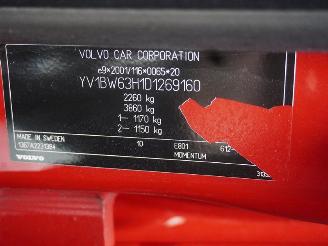 VOLVO CAR CORPORATION
e9*2001/116*0065*20
YV1BW63H1D1269160
2260 kg
3860 kg
1— 1170 kg
2— 1150 kg
MADE IN SWEDEN
10 E801 612-
MOMENTUM
VOLVO